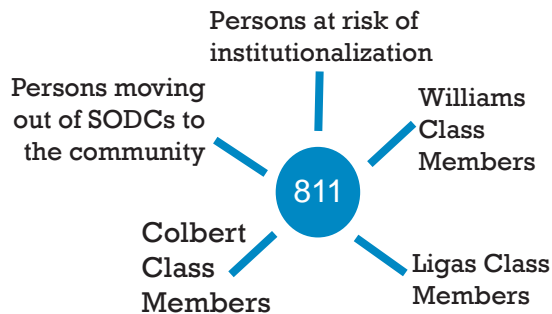 Persons at risk of
institutionalization
Persons moving
out of SODCs to
the community
Williams
Class
Members
811
Colbert
Class
Members
Ligas Class
Members